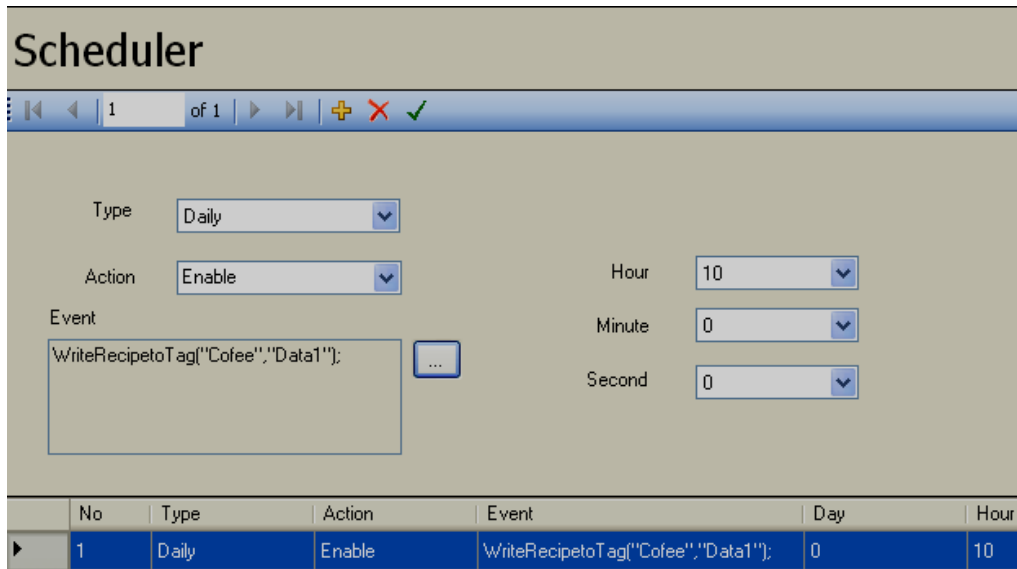 Scheduler
1 of 1
Type Daily
Action Enable
Hour 10
Event
Minute 0
WriteRecipetoTag("Cofee","Data1");
...
Second 0
No Type Action Event Day Hour
1 Daily Enable WriteRecipetoTag("Cofee","Data1"); 0 10